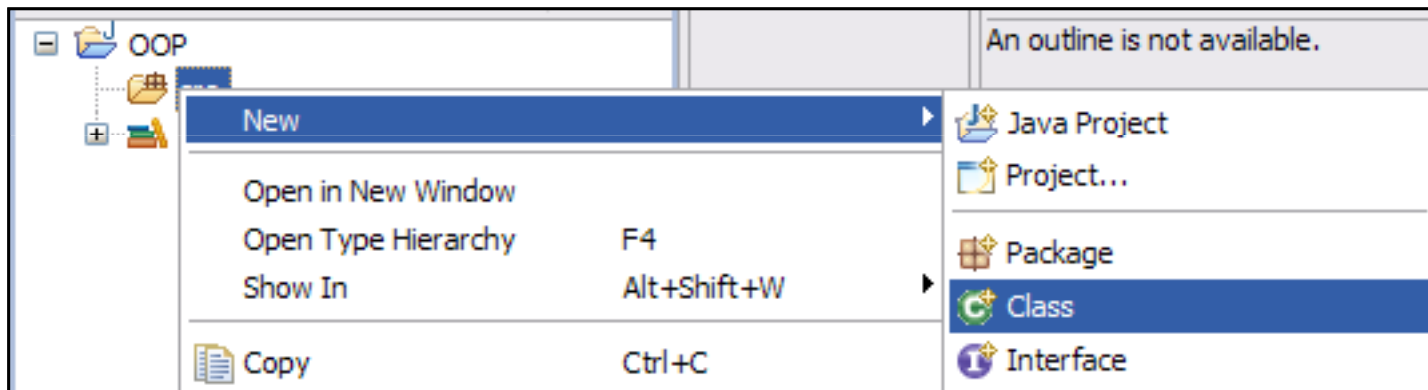 OOP
An outline is not available.
New
Open in New Window
Open Type Hierarchy F4
Show In Alt+Shift+W
Copy Ctrl+C
Java Project
Project...
Package
Class
Interface